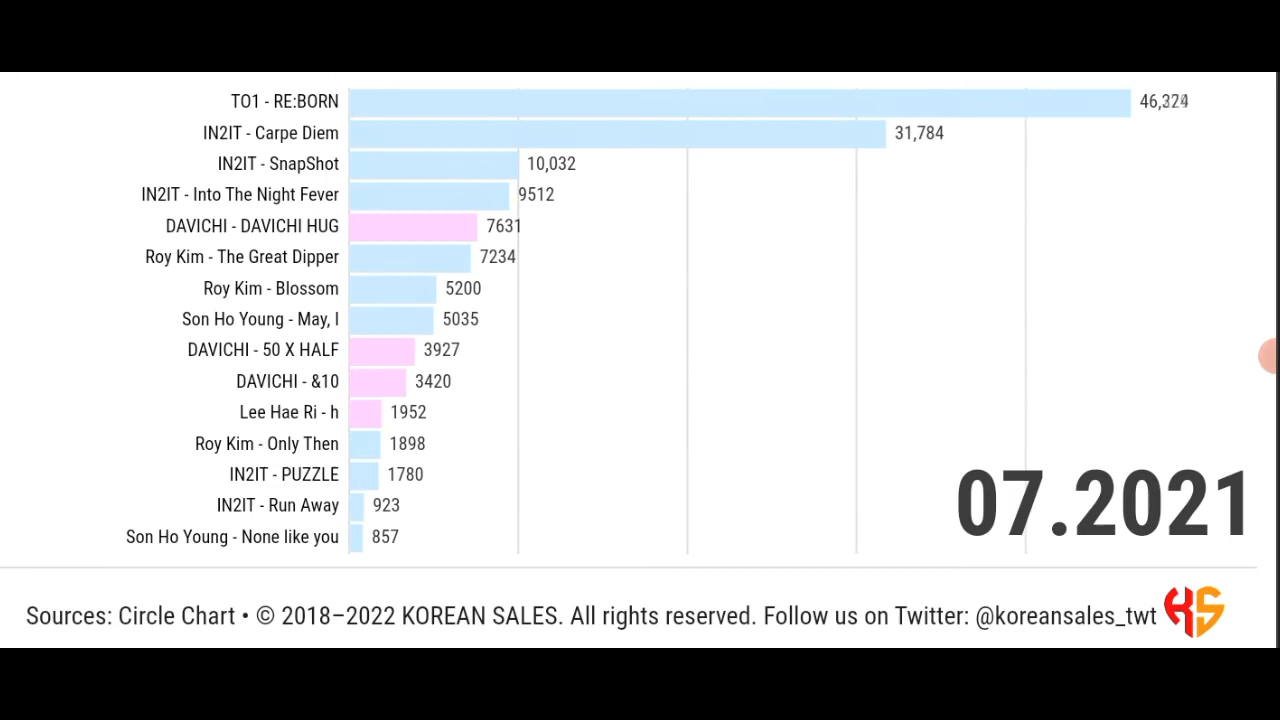 TO1 - RE:BORN 46,324
IN2IT - Carpe Diem 31,784
IN2IT - SnapShot 10,032
IN2IT - Into The Night Fever 9512
DAVICHI - DAVICHI HUG 7631
Roy Kim - The Great Dipper 7234
Roy Kim - Blossom 5200
Son Ho Young - May, I 5035
DAVICHI - 50 X HALF 3927
DAVICHI - &10 3420
Lee Hae Ri - h 1952
Roy Kim - Only Then 1898
IN2IT - PUZZLE 1780
IN2IT - Run Away 923
Son Ho Young - None like you 857
07.2021
Sources: Circle Chart • © 2018–2022 KOREAN SALES. All rights reserved. Follow us on Twitter: @koreansales_twt KS